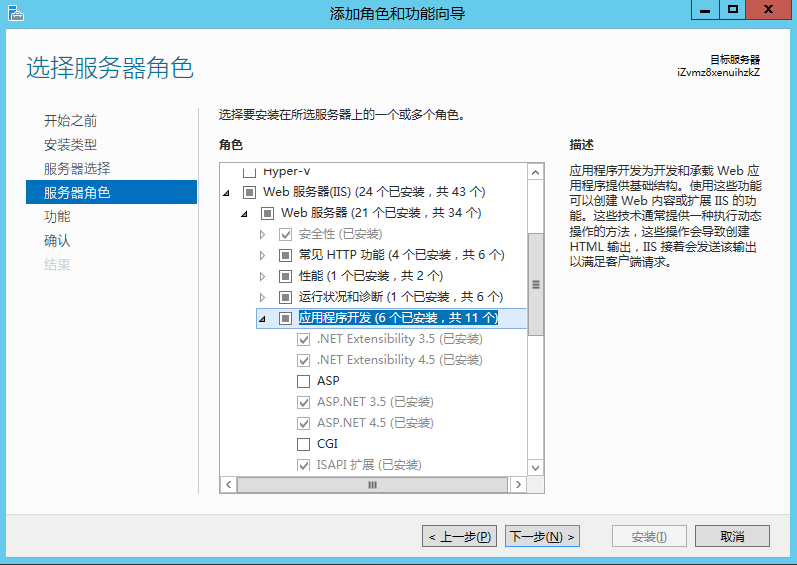 添加角色和功能向导
选择服务器角色
目标服务器
iZvmz8xenuihzkZ
开始之前
安装类型
服务器选择
服务器角色
功能
确认
结果
选择要安装在所选服务器上的一个或多个角色。
角色
Hyper-V
Web 服务器(IIS) (24 个已安装，共 43 个)
Web 服务器 (21 个已安装，共 34 个)
安全性 (已安装)
常见 HTTP 功能 (4 个已安装，共 6 个)
性能 (1 个已安装，共 2 个)
运行状况和诊断 (1 个已安装，共 6 个)
应用程序开发 (6 个已安装，共 11 个)
.NET Extensibility 3.5 (已安装)
.NET Extensibility 4.5 (已安装)
ASP
ASP.NET 3.5 (已安装)
ASP.NET 4.5 (已安装)
CGI
ISAPI 扩展 (已安装)
描述
应用程序开发为开发和承载 Web 应
用程序提供基础结构。使用这些功能
可以创建 Web 内容或扩展 IIS 的功
能。这些技术通常提供一种执行动态
操作的方法，这些操作会导致创建
HTML 输出，IIS 接着会发送该输出
以满足客户端请求。
< 上一步(P)
下一步(N) >
安装(I)
取消